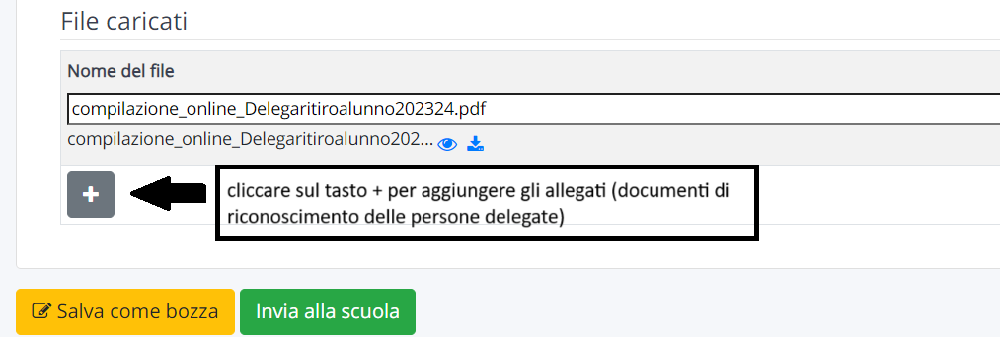 File caricati
Nome del file
compilazione_online_Delegaritiroalunno202324.pdf
compilazione_online_Delegaritiroalunno202...
+
cliccare sul tasto + per aggiungere gli allegati (documenti di
riconoscimento delle persone delegate)
Salva come bozza
Invia alla scuola